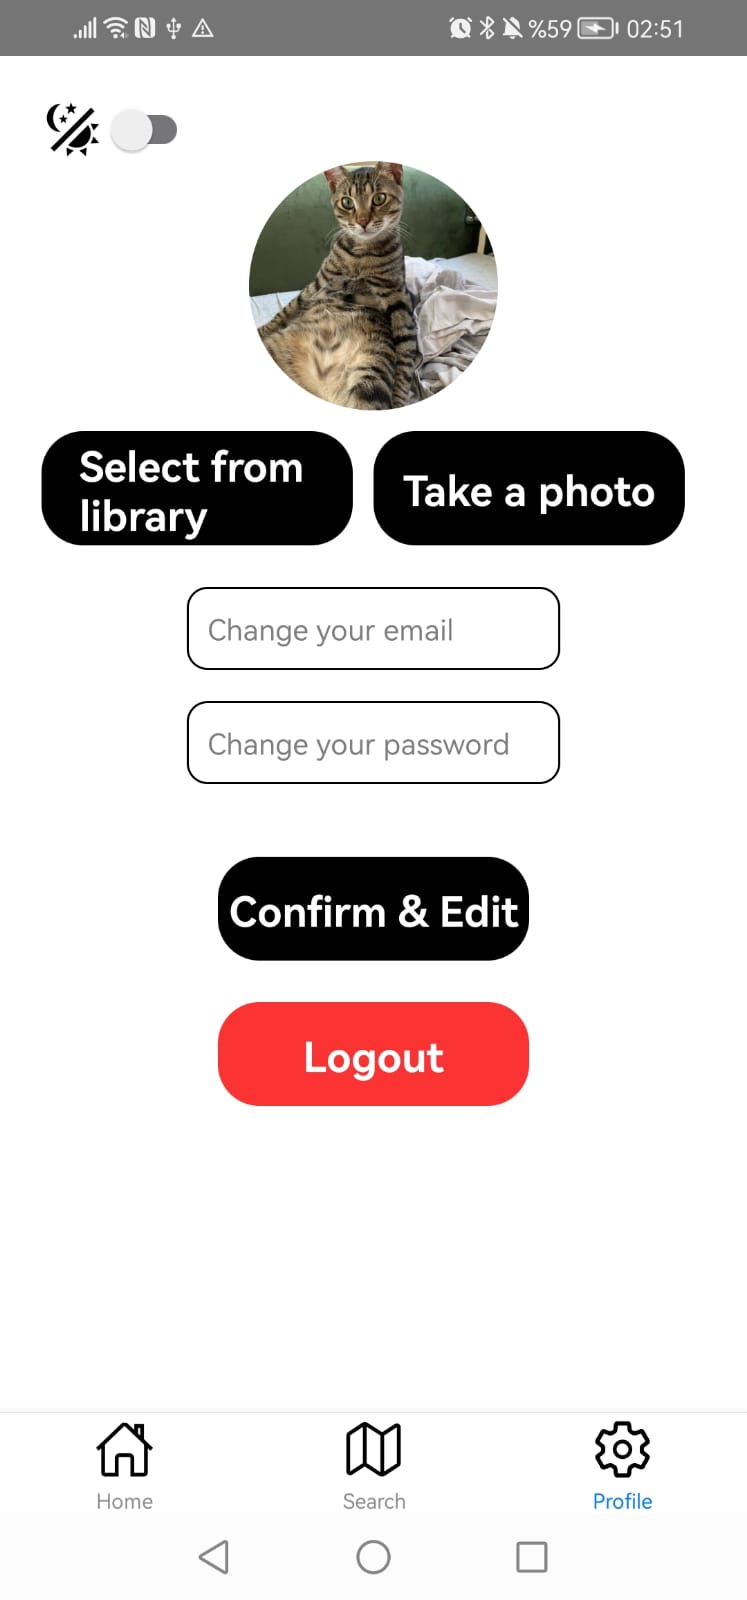 %59 02:51
Select from
library
Take a photo
Change your email
Change your password
Confirm & Edit
Logout
Home Search Profile